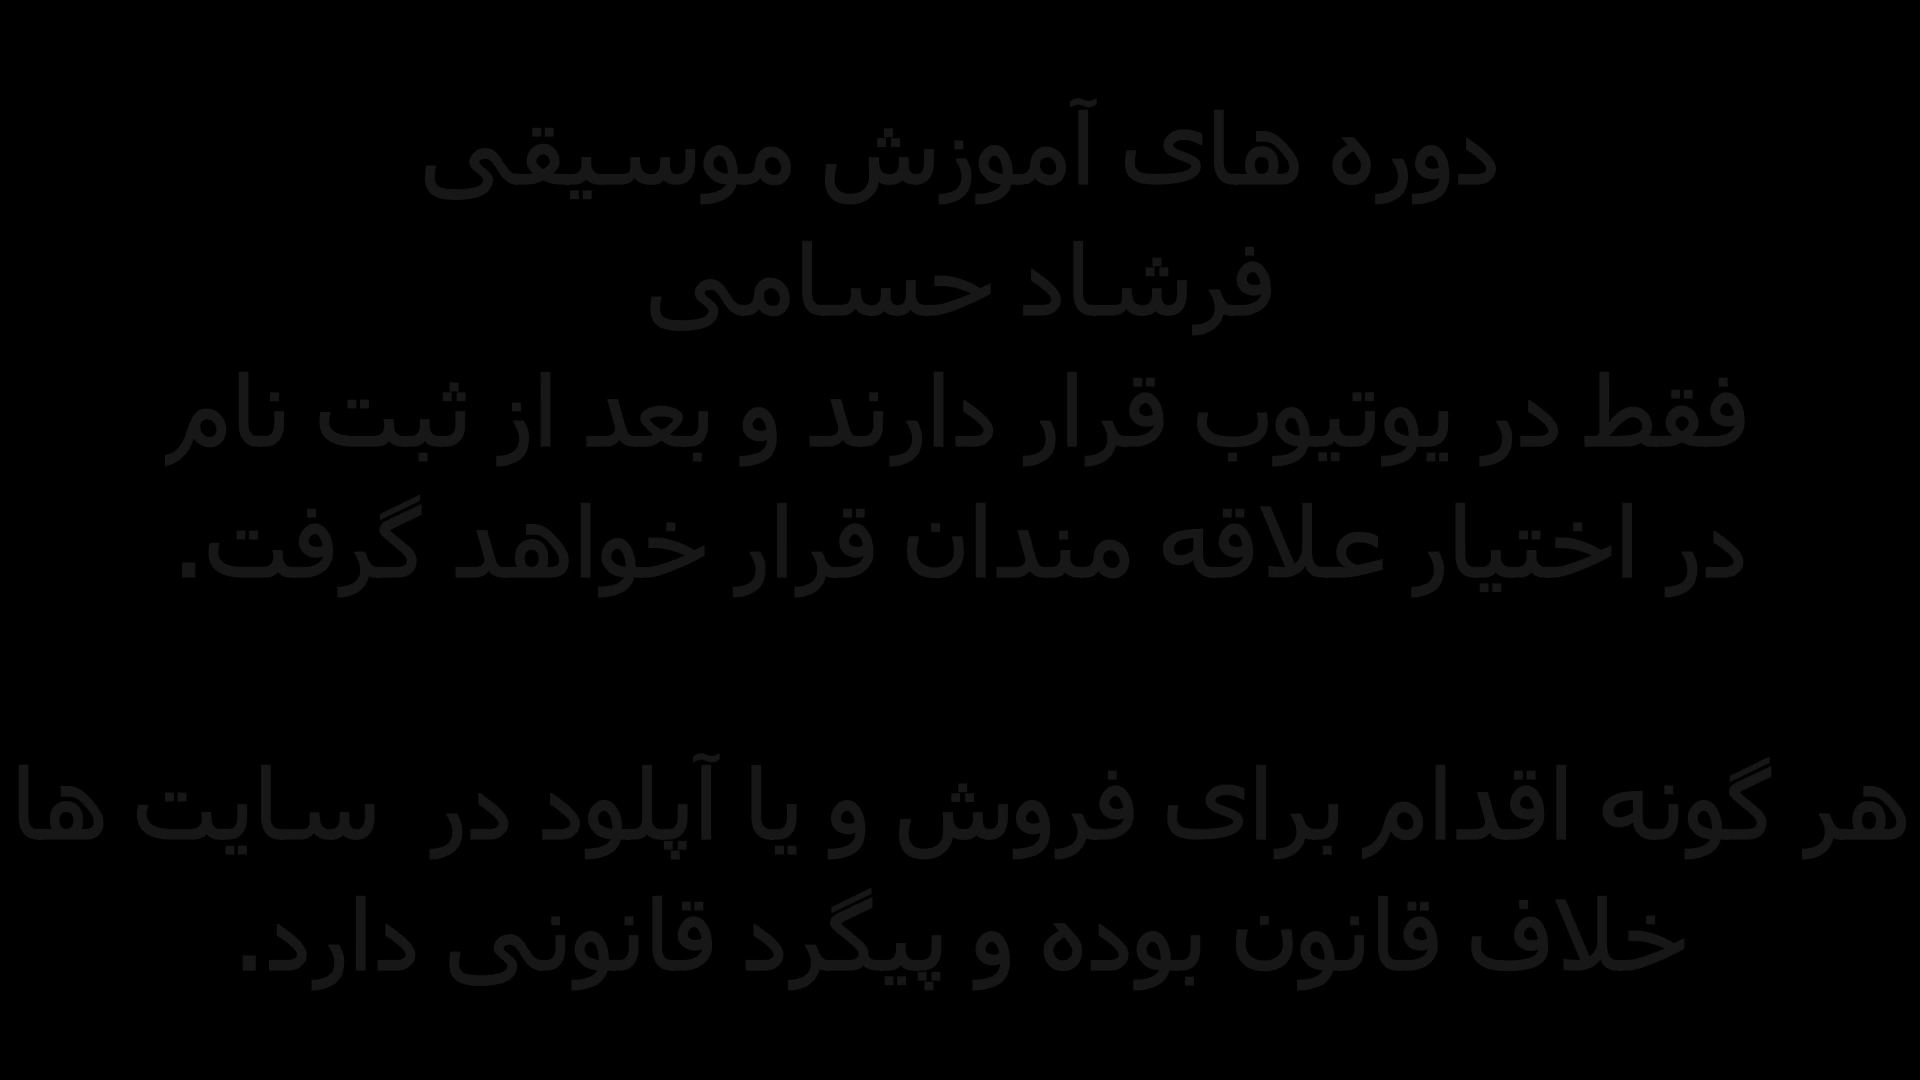 دوره های آموزش موسیقی
فرشاد حسامی
فقط در یوتیوب قرار دارند و بعد از ثبت نام
در اختیار علاقه مندان قرار خواهد گرفت.
هر گونه اقدام برای فروش و یا آپلود در سایت ها
خلاف قانون بوده و پیگرد قانونی دارد.